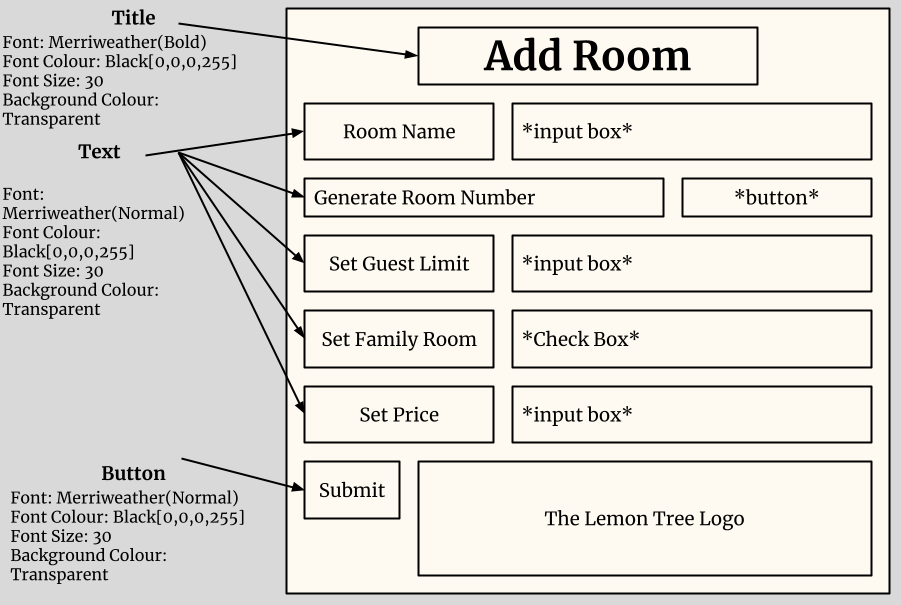 Title
Font: Merriweather(Bold)
Font Colour: Black[0,0,0,255]
Font Size: 30
Background Colour:
Transparent
Text
Font:
Merriweather(Normal)
Font Colour:
Black[0,0,0,255]
Font Size: 30
Background Colour:
Transparent
Button
Font: Merriweather(Normal)
Font Colour: Black[0,0,0,255]
Font Size: 30
Background Colour:
Transparent
Add Room
Room Name
*input box*
Generate Room Number
*button*
Set Guest Limit
*input box*
Set Family Room
*Check Box*
Set Price
*input box*
Submit
The Lemon Tree Logo